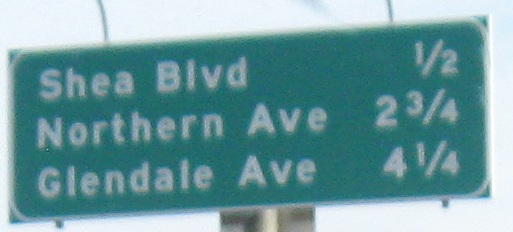 Shea Blvd 1/2
Northern Ave 2 3/4
Glendale Ave 4 1/4